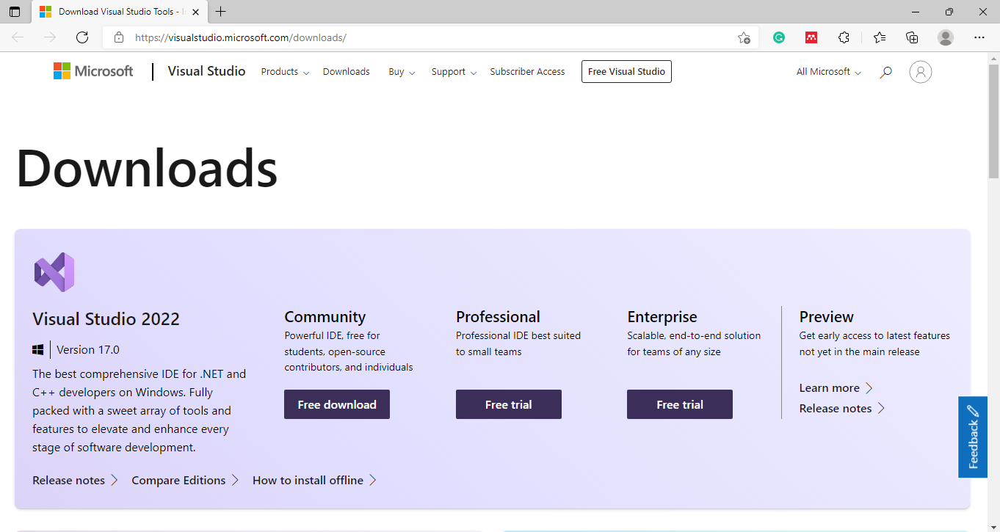 Download Visual Studio Tools -
https://visualstudio.microsoft.com/downloads/
Microsoft
Visual Studio
Products
Downloads
Buy
Support
Subscriber Access
Free Visual Studio
All Microsoft
Downloads
Visual Studio 2022
Version 17.0
The best comprehensive IDE for .NET and
C++ developers on Windows. Fully
packed with a sweet array of tools and
features to elevate and enhance every
stage of software development.
Community
Powerful IDE, free for
students, open-source
contributors, and individuals
Free download
Professional
Professional IDE best suited
to small teams
Free trial
Enterprise
Scalable, end-to-end solution
for teams of any size
Free trial
Preview
Get early access to latest features
not yet in the main release
Learn more
Release notes
Release notes
Compare Editions
How to install offline
Feedback